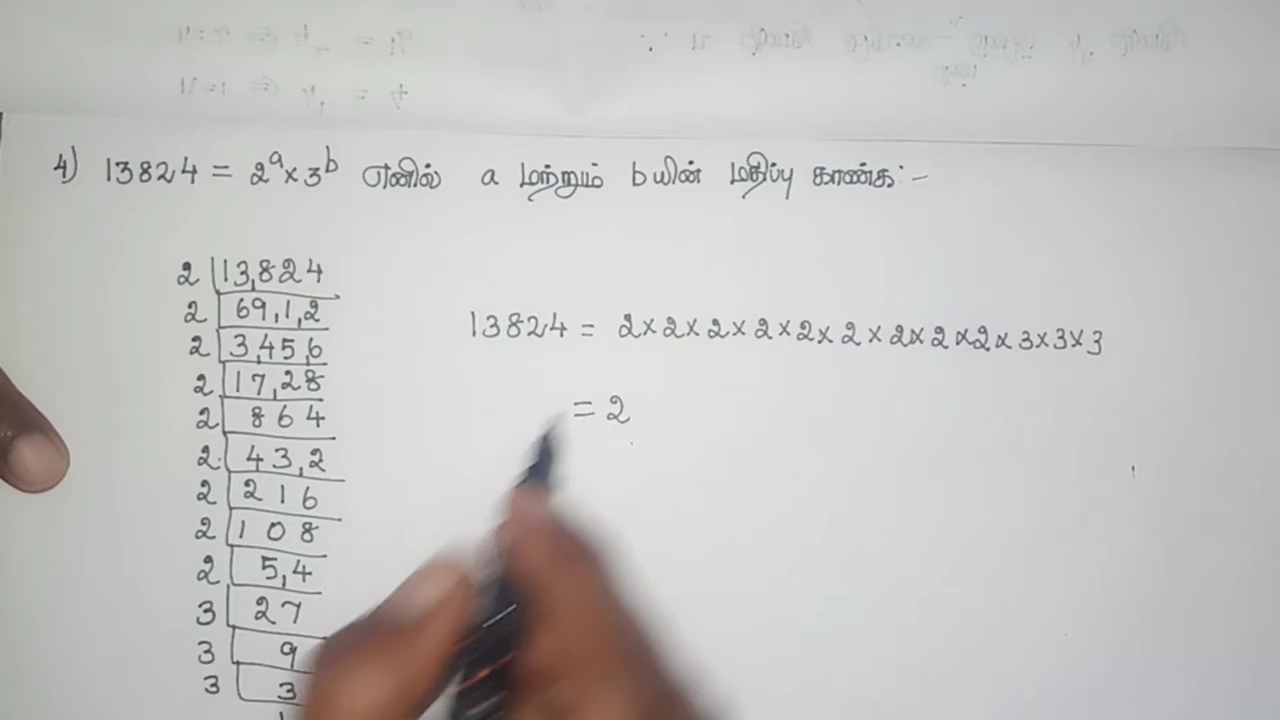 4) 13824 = 2ᵃ × 3ᵇ எனில் a மற்றும் b யின் மதிப்பு காண்க :-
2 | 13,824
2 | 69,1,2
2 | 3,45,6
2 | 17,28
2 | 864
2 | 43,2
2 | 216
2 | 108
2 | 5,4
3 | 27
3 | 9
3 | 3
13824 = 2×2×2×2×2×2×2×2×2×3×3×3
= 2